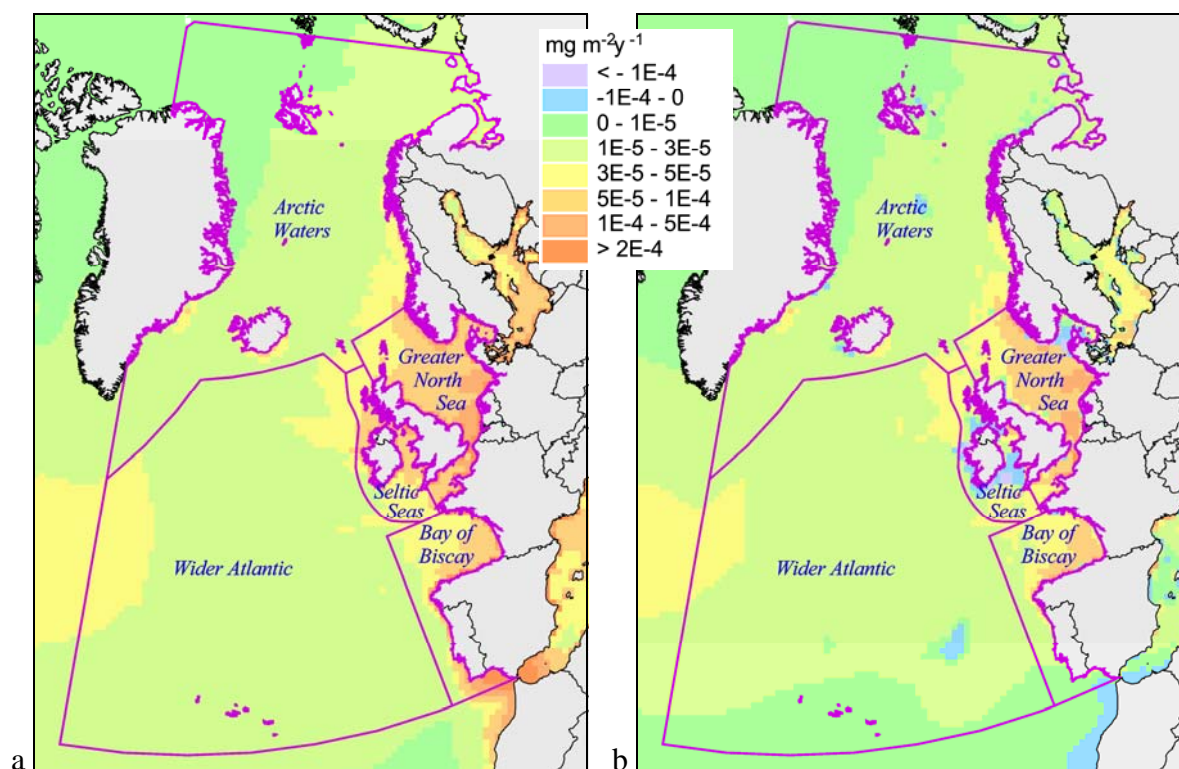 mg m-2y -1
< - 1E-4
-1E-4 - 0
0 - 1E-5
1E-5 - 3E-5
3E-5 - 5E-5
5E-5 - 1E-4
1E-4 - 5E-4
> 2E-4
Arctic
Waters
Greater
North
Sea
Seltic
Seas
Bay of
Biscay
Wider Atlantic
a
Arctic
Waters
Greater
North
Sea
Seltic
Seas
Bay of
Biscay
Wider Atlantic
b